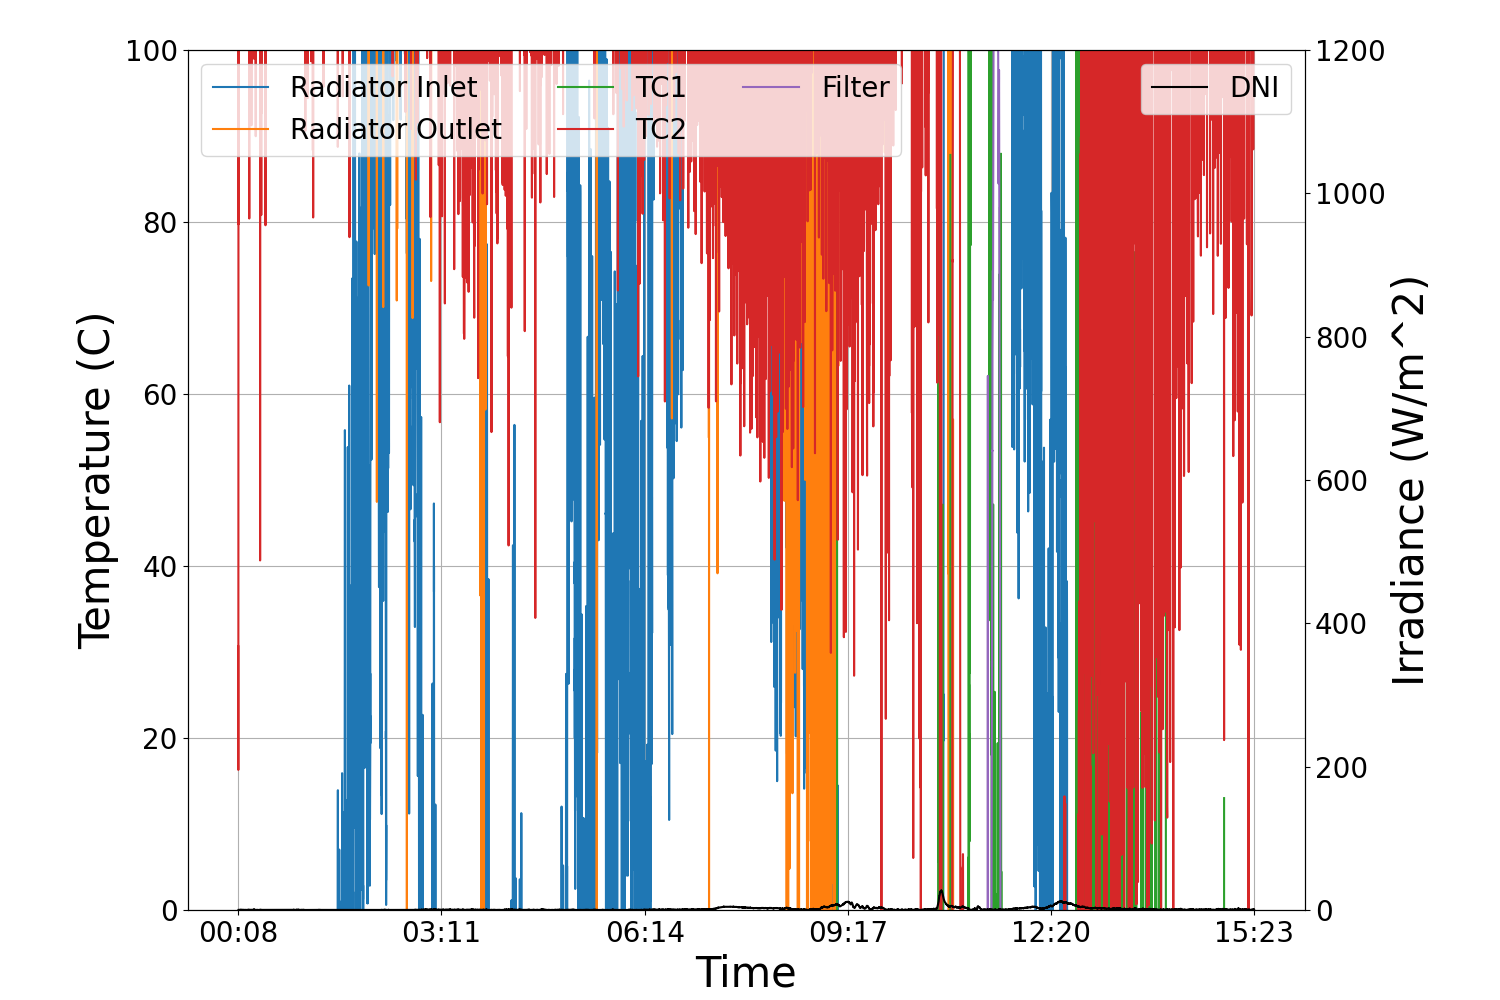 Radiator Inlet
Radiator Outlet
TC1
TC2
Filter
DNI
100
80
60
40
20
0
Temperature (C)
1200
1000
800
600
400
200
0
Irradiance (W/m^2)
00:08 03:11 06:14 09:17 12:20 15:23
Time